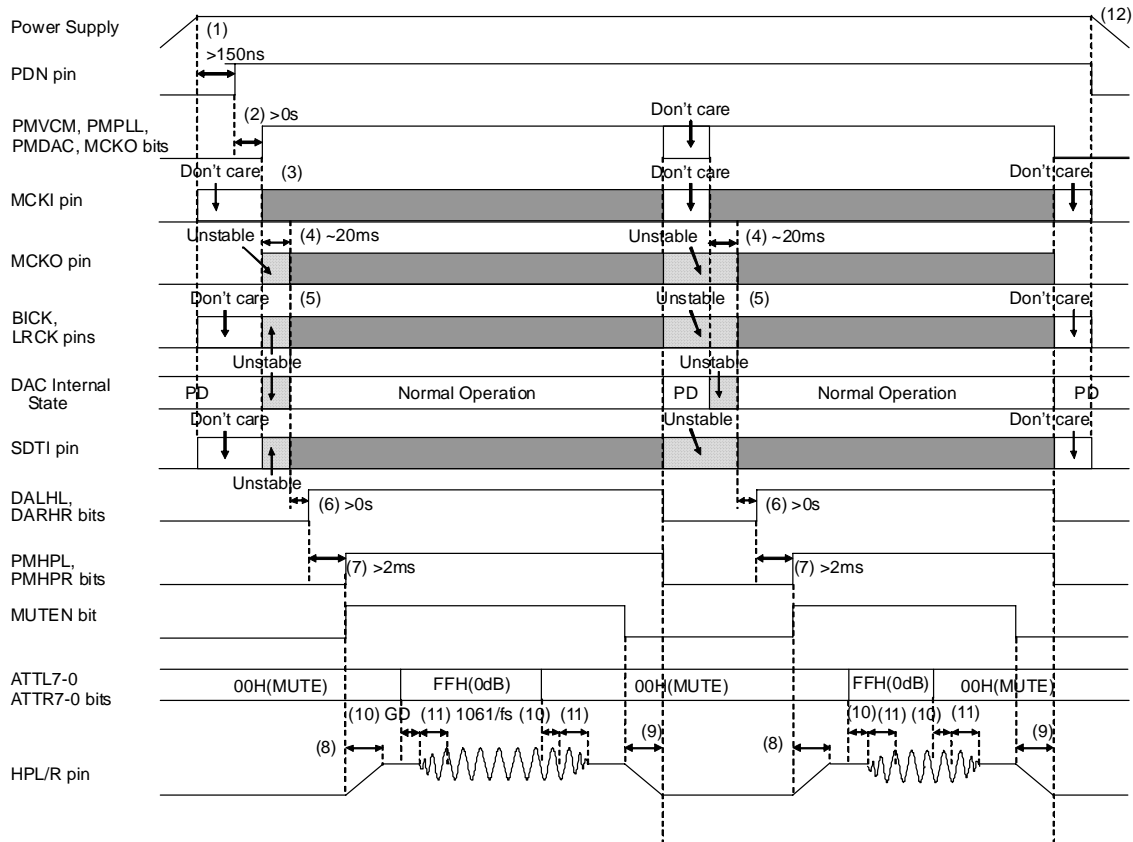 Power Supply
(1)
(12)
>150ns
PDN pin
(2) >0s
Don't care
PMVCM, PMPLL,
PMDAC, MCKO bits
Don't care
(3)
Don't care
Don't care
MCKI pin
Unstable
(4) ~20ms
Unstable
(4) ~20ms
MCKO pin
Don't care
(5)
Unstable
(5)
Don't care
BICK,
LRCK pins
Unstable
Unstable
DAC Internal
State
PD
Normal Operation
PD
Normal Operation
PD
Don't care
Unstable
Don't care
SDTI pin
Unstable
DALHL,
DARHR bits
(6) >0s
(6) >0s
PMHPL,
PMHPR bits
(7) >2ms
(7) >2ms
MUTEN bit
ATTL7-0
ATTR7-0 bits
00H(MUTE)
FFH(0dB)
00H(MUTE)
FFH(0dB)
00H(MUTE)
(10) GD
(11) 1061/fs
(10)
(11)
(10)
(11)
(10)
(11)
(8)
(9)
(8)
(9)
HPL/R pin